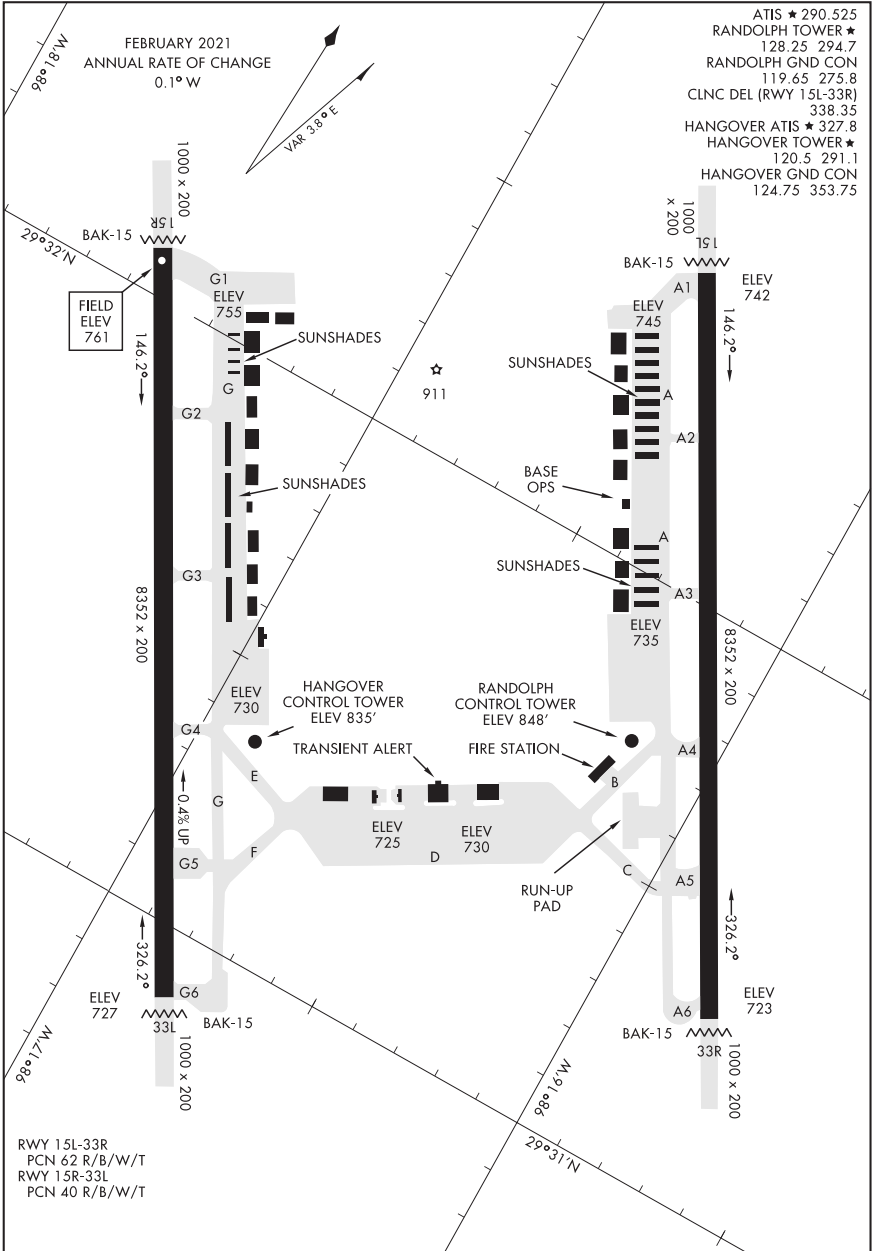 ATIS ★ 290.525
RANDOLPH TOWER ★
128.25 294.7
RANDOLPH GND CON
119.65 275.8
CLNC DEL (RWY 15L-33R)
338.35
HANGOVER ATIS ★ 327.8
HANGOVER TOWER ★
120.5 291.1
HANGOVER GND CON
124.75 353.75
FEBRUARY 2021
ANNUAL RATE OF CHANGE
0.1° W
VAR 3.8° E
98°18'W
29°32'N
1000 x 200
15R
BAK-15
FIELD
ELEV
761
146.2°
G1
ELEV
755
SUNSHADES
G
G2
SUNSHADES
G3
8352 x 200
ELEV
730
G4
HANGOVER
CONTROL TOWER
ELEV 835'
TRANSIENT ALERT
E
G
0.4% UP
F
G5
326.2°
G6
ELEV
727
33L
BAK-15
1000 x 200
98°17'W
911
1000
x 200
15L
BAK-15
ELEV
742
A1
ELEV
745
146.2°
SUNSHADES
A
A2
BASE
OPS
A
SUNSHADES
A3
ELEV
735
8352 x 200
RANDOLPH
CONTROL TOWER
ELEV 848'
FIRE STATION
A4
B
ELEV
725
ELEV
730
D
C
A5
RUN-UP
PAD
326.2°
ELEV
723
A6
BAK-15
33R
1000 x 200
98°16'W
29°31'N
RWY 15L-33R
PCN 62 R/B/W/T
RWY 15R-33L
PCN 40 R/B/W/T